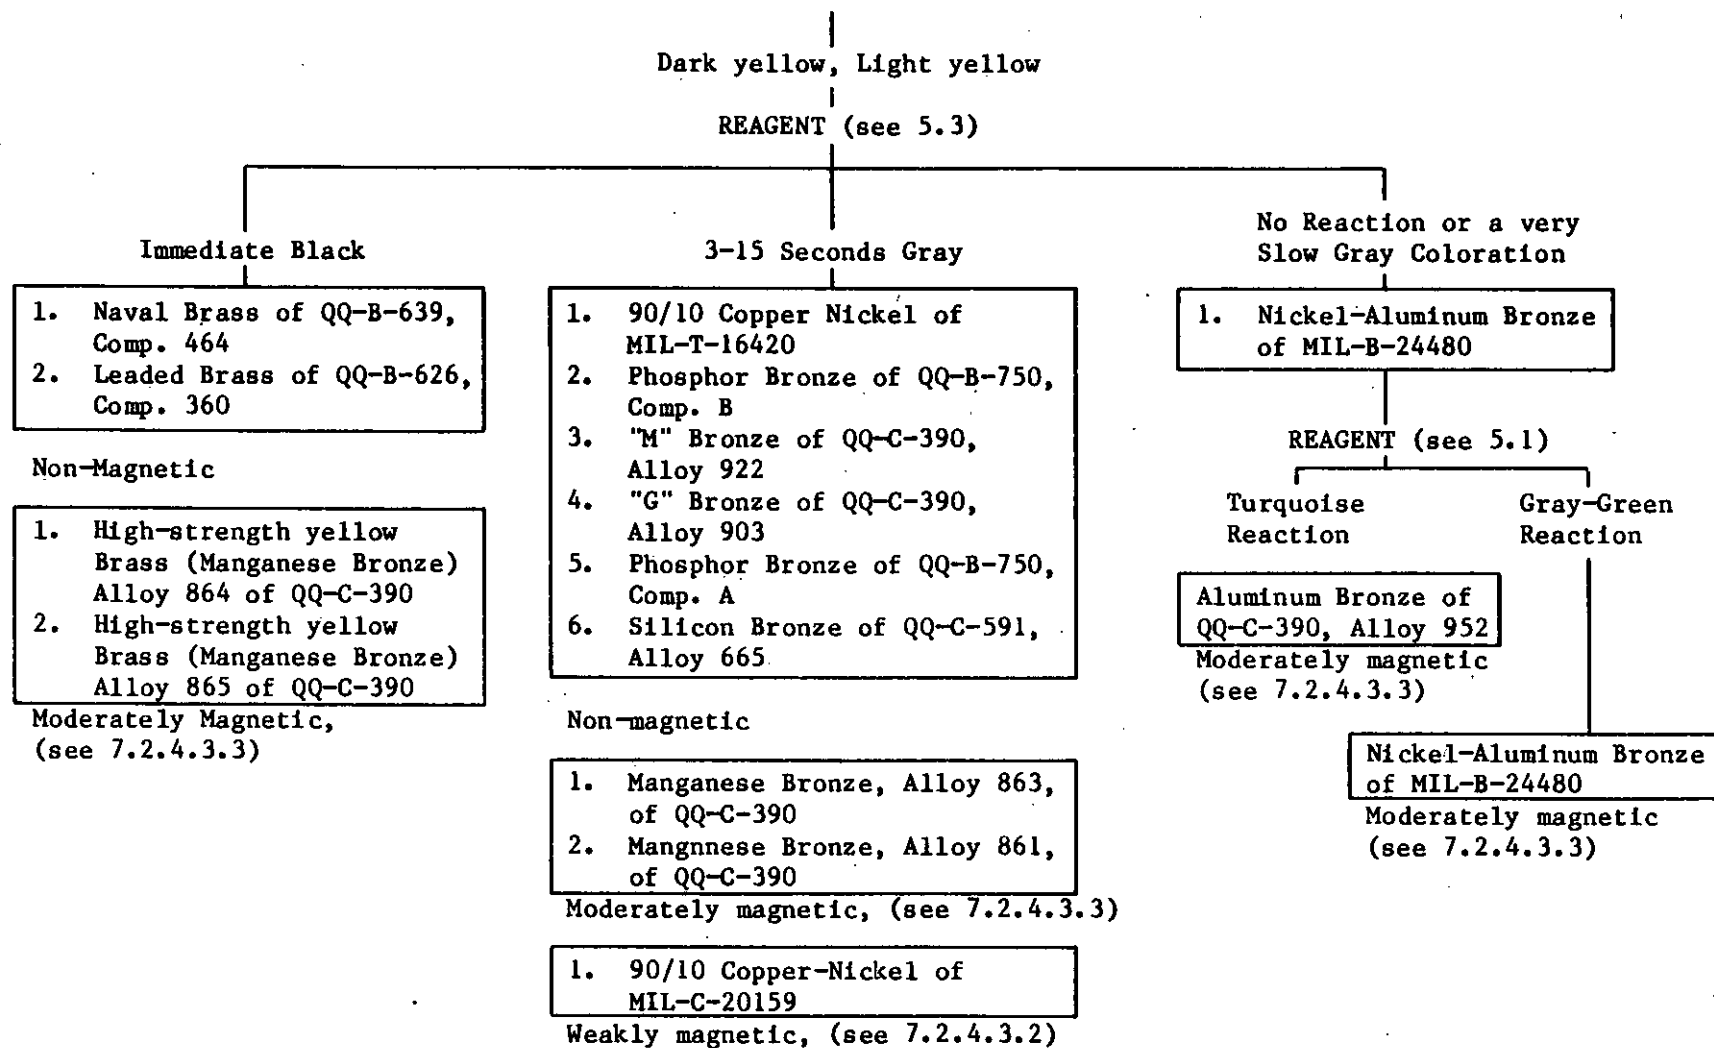 Dark yellow, Light yellow
REAGENT (see 5.3)
Immediate Black
1. Naval Brass of QQ-B-639,
Comp. 464
2. Leaded Brass of QQ-B-626,
Comp. 360
Non-Magnetic
1. High-strength yellow
Brass (Manganese Bronze)
Alloy 864 of QQ-C-390
2. High-strength yellow
Brass (Manganese Bronze)
Alloy 865 of QQ-C-390
Moderately Magnetic,
(see 7.2.4.3.3)
3-15 Seconds Gray
1. 90/10 Copper Nickel of
MIL-T-16420
2. Phosphor Bronze of QQ-B-750,
Comp. B
3. "M" Bronze of QQ-C-390,
Alloy 922
4. "G" Bronze of QQ-C-390,
Alloy 903
5. Phosphor Bronze of QQ-B-750,
Comp. A
6. Silicon Bronze of QQ-C-591,
Alloy 665
Non-magnetic
1. Manganese Bronze, Alloy 863,
of QQ-C-390
2. Mangnnese Bronze, Alloy 861,
of QQ-C-390
Moderately magnetic, (see 7.2.4.3.3)
1. 90/10 Copper-Nickel of
MIL-C-20159
Weakly magnetic, (see 7.2.4.3.2)
No Reaction or a very
Slow Gray Coloration
1. Nickel-Aluminum Bronze
of MIL-B-24480
REAGENT (see 5.1)
Turquoise
Reaction
Aluminum Bronze of
QQ-C-390, Alloy 952
Moderately magnetic
(see 7.2.4.3.3)
Gray-Green
Reaction
Nickel-Aluminum Bronze
of MIL-B-24480
Moderately magnetic
(see 7.2.4.3.3)